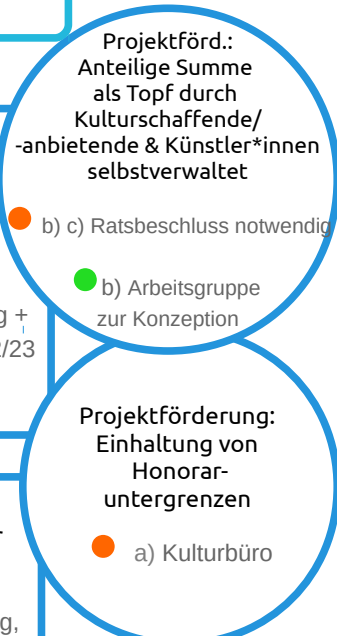 Projektförd.:
Anteilige Summe
als Topf durch
Kulturschaffende/
-anbietende & Künstler*innen
selbstverwaltet
b) c) Ratsbeschluss notwendig
b) Arbeitsgruppe
zur Konzeption
g +
/23
Projektförderung:
Einhaltung von
Honorar-
untergrenzen
a) Kulturbüro
g,